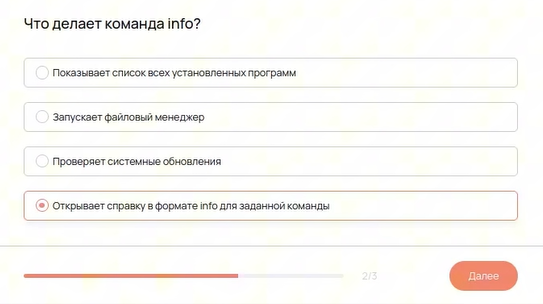 Что делает команда info?
Показывает список всех установленных программ
Запускает файловый менеджер
Проверяет системные обновления
Открывает справку в формате info для заданной команды
2/3
Далее